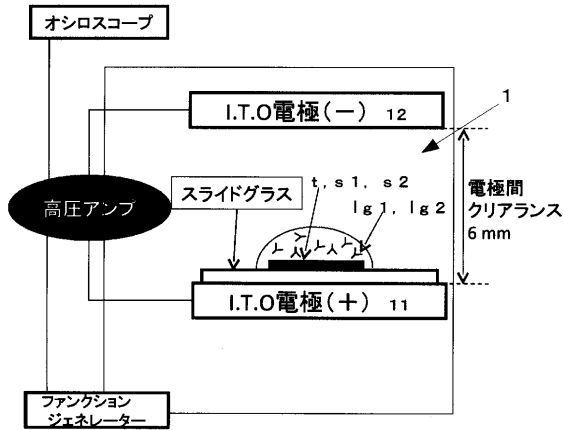 オシロスコープ
I.T.O電極(－) 12
1
高圧アンプ
スライドグラス
t, s1, s2
lg1, lg2
電極間
クリアランス
6mm
I.T.O電極(＋) 11
ファンクション
ジェネレーター